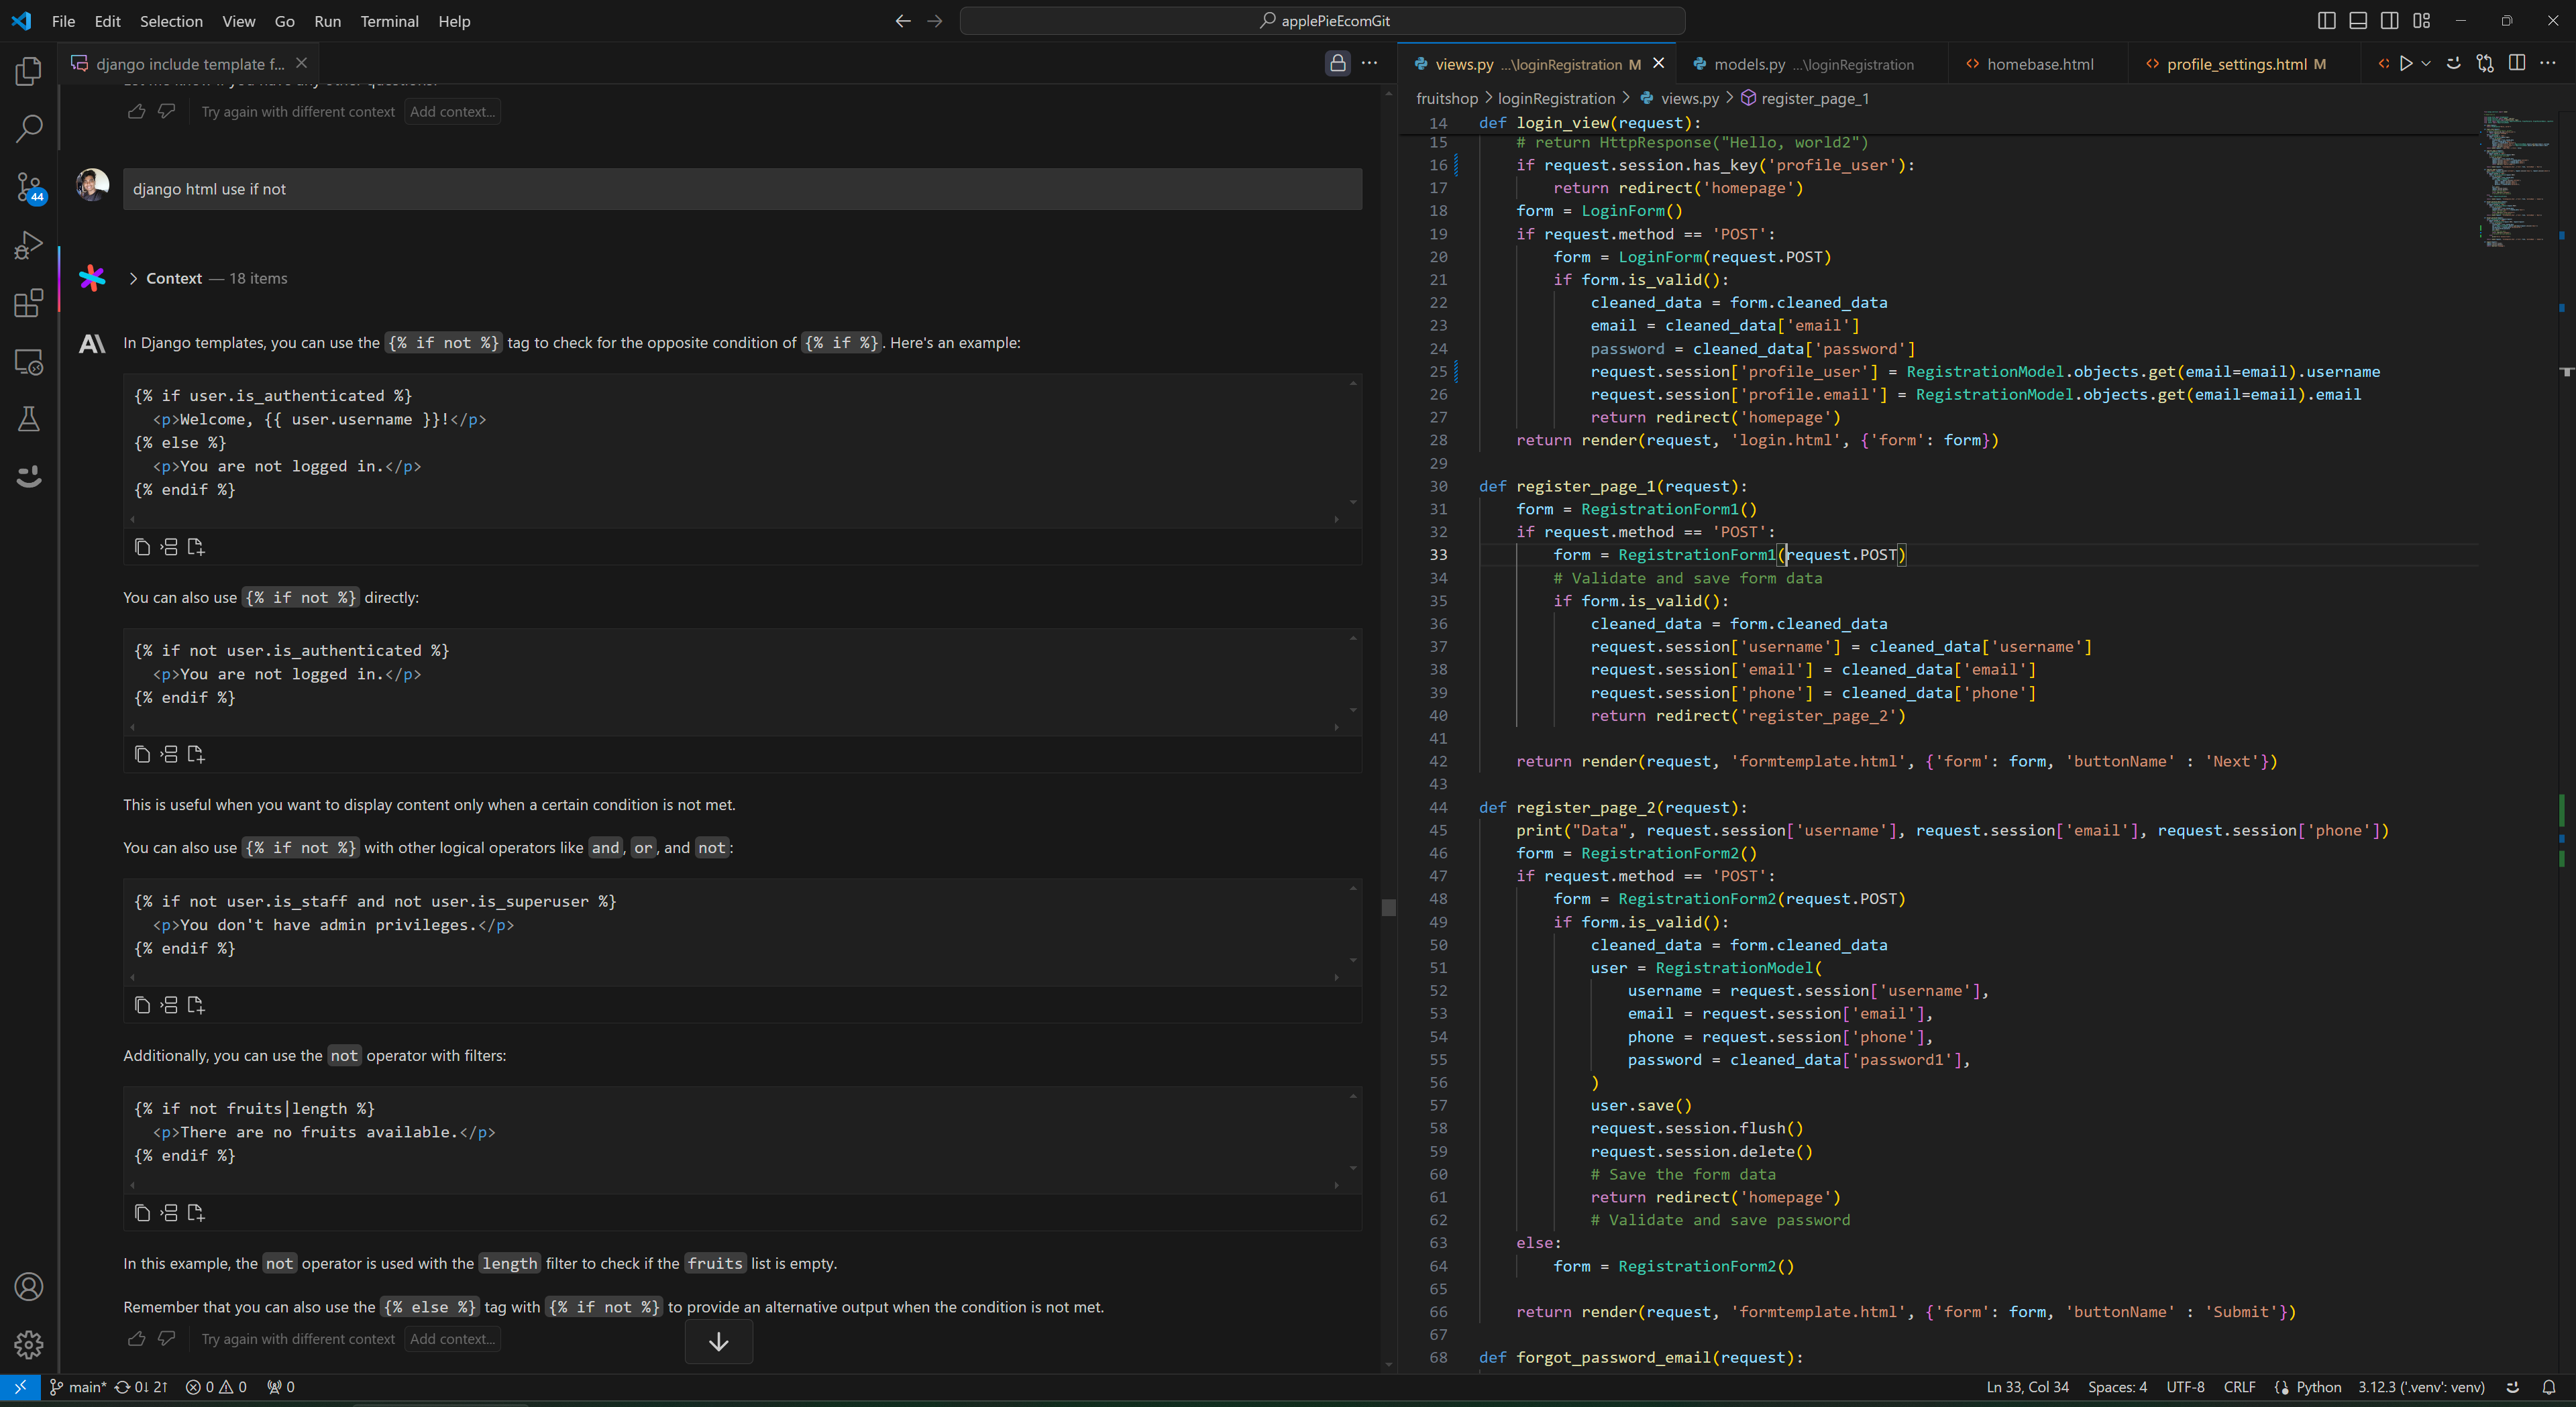 File Edit Selection View Go Run Terminal Help
applePieEcomGit
django include template f...
Try again with different context Add context...
django html use if not
44
Context — 18 items
In Django templates, you can use the {% if not %} tag to check for the opposite condition of {% if %}. Here's an example:
{% if user.is_authenticated %}
<p>Welcome, {{ user.username }}!</p>
{% else %}
<p>You are not logged in.</p>
{% endif %}
You can also use {% if not %} directly:
{% if not user.is_authenticated %}
<p>You are not logged in.</p>
{% endif %}
This is useful when you want to display content only when a certain condition is not met.
You can also use {% if not %} with other logical operators like and, or, and not:
{% if not user.is_staff and not user.is_superuser %}
<p>You don't have admin privileges.</p>
{% endif %}
Additionally, you can use the not operator with filters:
{% if not fruits|length %}
<p>There are no fruits available.</p>
{% endif %}
In this example, the not operator is used with the length filter to check if the fruits list is empty.
Remember that you can also use the {% else %} tag with {% if not %} to provide an alternative output when the condition is not met.
Try again with different context Add context...
views.py ...\loginRegistration M models.py ...\loginRegistration homebase.html profile_settings.html M
fruitshop > loginRegistration > views.py > register_page_1
14 def login_view(request):
15 # return HttpResponse("Hello, world2")
16 if request.session.has_key('profile_user'):
17 return redirect('homepage')
18 form = LoginForm()
19 if request.method == 'POST':
20 form = LoginForm(request.POST)
21 if form.is_valid():
22 cleaned_data = form.cleaned_data
23 email = cleaned_data['email']
24 password = cleaned_data['password']
25 request.session['profile_user'] = RegistrationModel.objects.get(email=email).username
26 request.session['profile.email'] = RegistrationModel.objects.get(email=email).email
27 return redirect('homepage')
28 return render(request, 'login.html', {'form': form})
29
30 def register_page_1(request):
31 form = RegistrationForm1()
32 if request.method == 'POST':
33 form = RegistrationForm1(request.POST)
34 # Validate and save form data
35 if form.is_valid():
36 cleaned_data = form.cleaned_data
37 request.session['username'] = cleaned_data['username']
38 request.session['email'] = cleaned_data['email']
39 request.session['phone'] = cleaned_data['phone']
40 return redirect('register_page_2')
41
42 return render(request, 'formtemplate.html', {'form': form, 'buttonName' : 'Next'})
43
44 def register_page_2(request):
45 print("Data", request.session['username'], request.session['email'], request.session['phone'])
46 form = RegistrationForm2()
47 if request.method == 'POST':
48 form = RegistrationForm2(request.POST)
49 if form.is_valid():
50 cleaned_data = form.cleaned_data
51 user = RegistrationModel(
52 username = request.session['username'],
53 email = request.session['email'],
54 phone = request.session['phone'],
55 password = cleaned_data['password1'],
56 )
57 user.save()
58 request.session.flush()
59 request.session.delete()
60 # Save the form data
61 return redirect('homepage')
62 # Validate and save password
63 else:
64 form = RegistrationForm2()
65
66 return render(request, 'formtemplate.html', {'form': form, 'buttonName' : 'Submit'})
67
68 def forgot_password_email(request):
main* 0↓ 2↑ 0 0 0 Ln 33, Col 34 Spaces: 4 UTF-8 CRLF Python 3.12.3 ('.venv': venv)